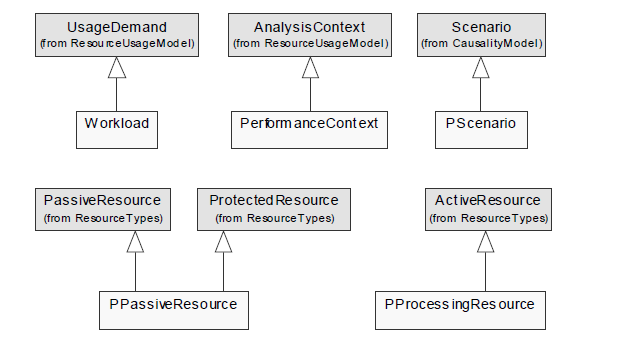 UsageDemand
(from ResourceUsageModel)
AnalysisContext
(from ResourceUsageModel)
Scenario
(from CausalityModel)
Workload
PerformanceContext
PScenario
PassiveResource
(from ResourceTypes)
ProtectedResource
(from ResourceTypes)
ActiveResource
(from ResourceTypes)
PPassiveResource
PProcessingResource